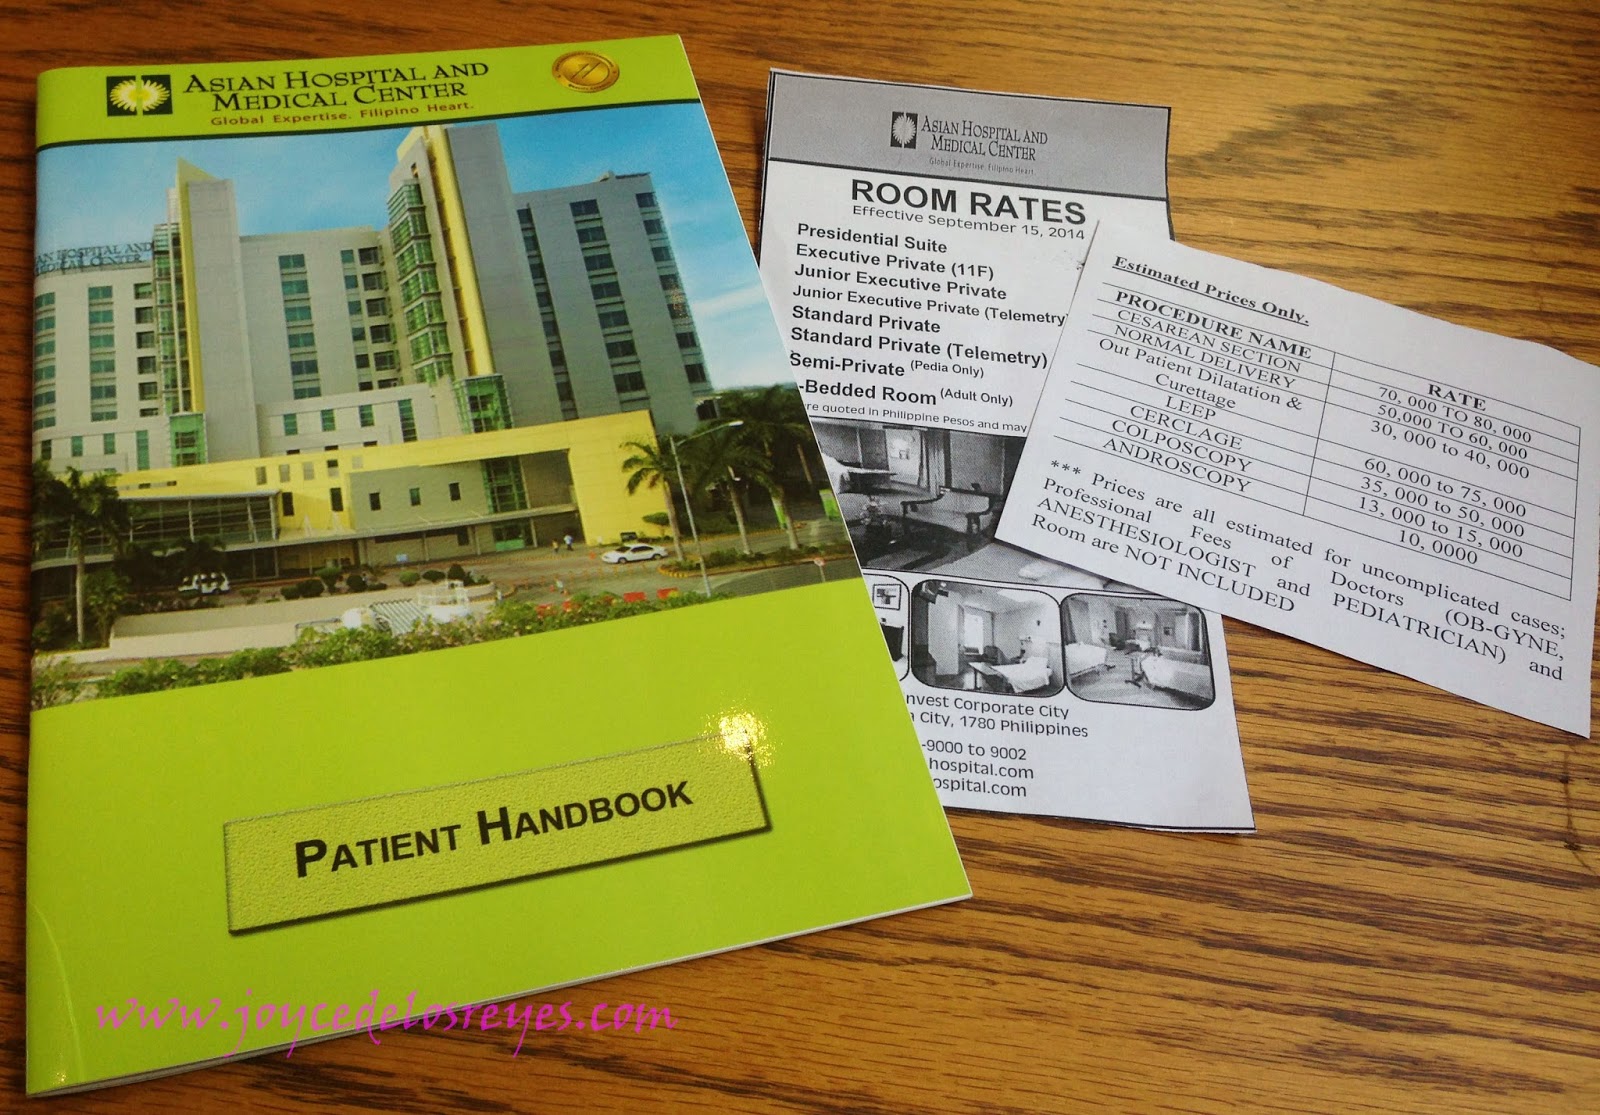 ASIAN HOSPITAL AND
MEDICAL CENTER
Global Expertise. Filipino Heart.
AN HOSPITAL AND
EDICAL CENTER
PATIENT HANDBOOK
www.joycedelosreyes.com
ASIAN HOSPITAL AND
MEDICAL CENTER
Global Expertise. Filipino Heart.
ROOM RATES
Effective September 15, 2014
Presidential Suite
Executive Private (11F)
Junior Executive Private
Junior Executive Private (Telemetry)
Standard Private
Standard Private (Telemetry)
Semi-Private (Pedia Only)
-Bedded Room (Adult Only)
re quoted in Philippine Pesos and may
nvest Corporate City
City, 1780 Philippines
-9000 to 9002
hospital.com
ospital.com
Estimated Prices Only.
PROCEDURE NAME RATE
CESAREAN SECTION 70, 000 TO 80, 000
NORMAL DELIVERY 50,000 TO 60, 000
Out Patient Dilatation & 30, 000 to 40, 000
Curettage
LEEP 60, 000 to 75, 000
CERCLAGE 35, 000 to 50, 000
COLPOSCOPY 13, 000 to 15, 000
ANDROSCOPY 10, 0000
*** Prices are all estimated for uncomplicated cases;
Professional Fees of Doctors (OB-GYNE,
ANESTHESIOLOGIST and PEDIATRICIAN) and
Room are NOT INCLUDED